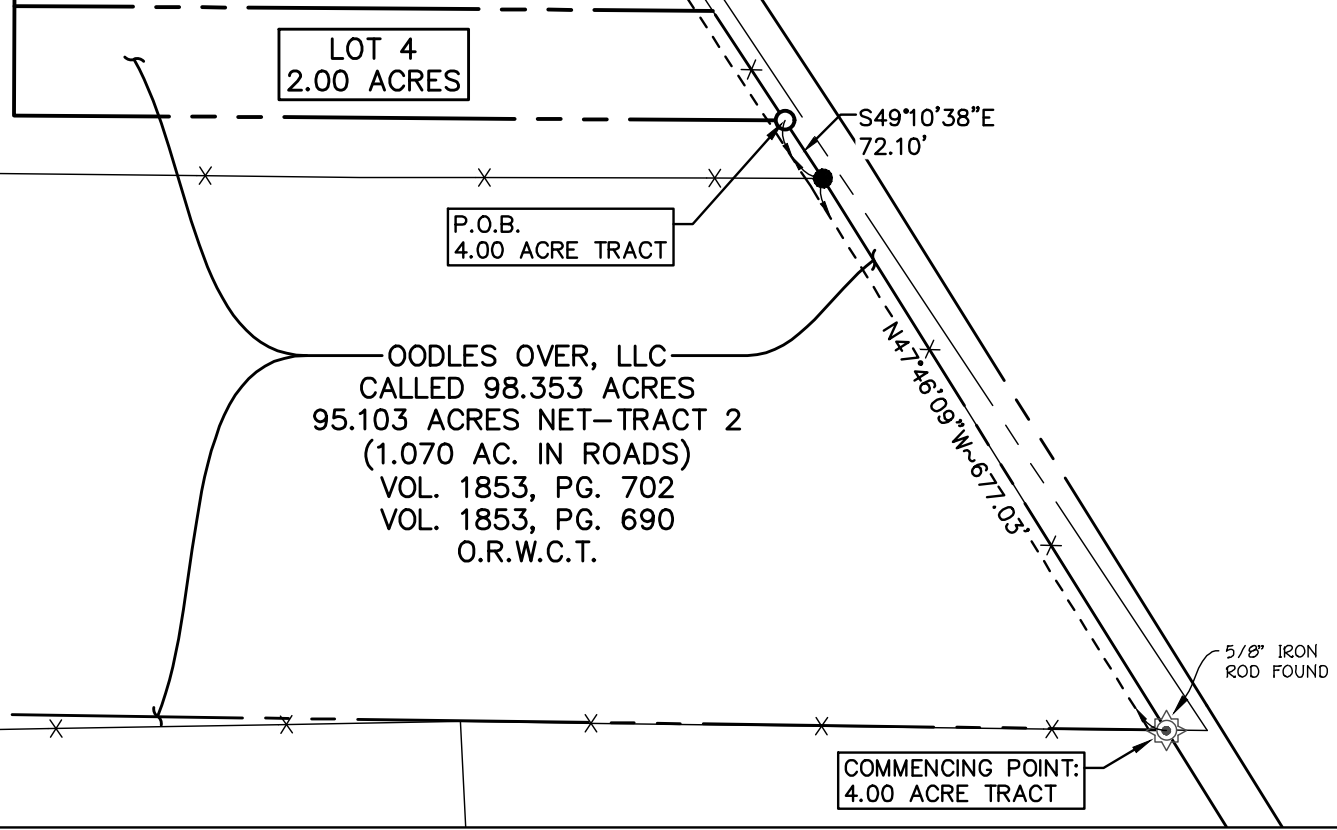 LOT 4
2.00 ACRES
S49°10'38"E
72.10'
P.O.B.
4.00 ACRE TRACT
OODLES OVER, LLC
CALLED 98.353 ACRES
95.103 ACRES NET-TRACT 2
(1.070 AC. IN ROADS)
VOL. 1853, PG. 702
VOL. 1853, PG. 690
O.R.W.C.T.
N47°46'09"W~677.03'
5/8" IRON
ROD FOUND
COMMENCING POINT:
4.00 ACRE TRACT